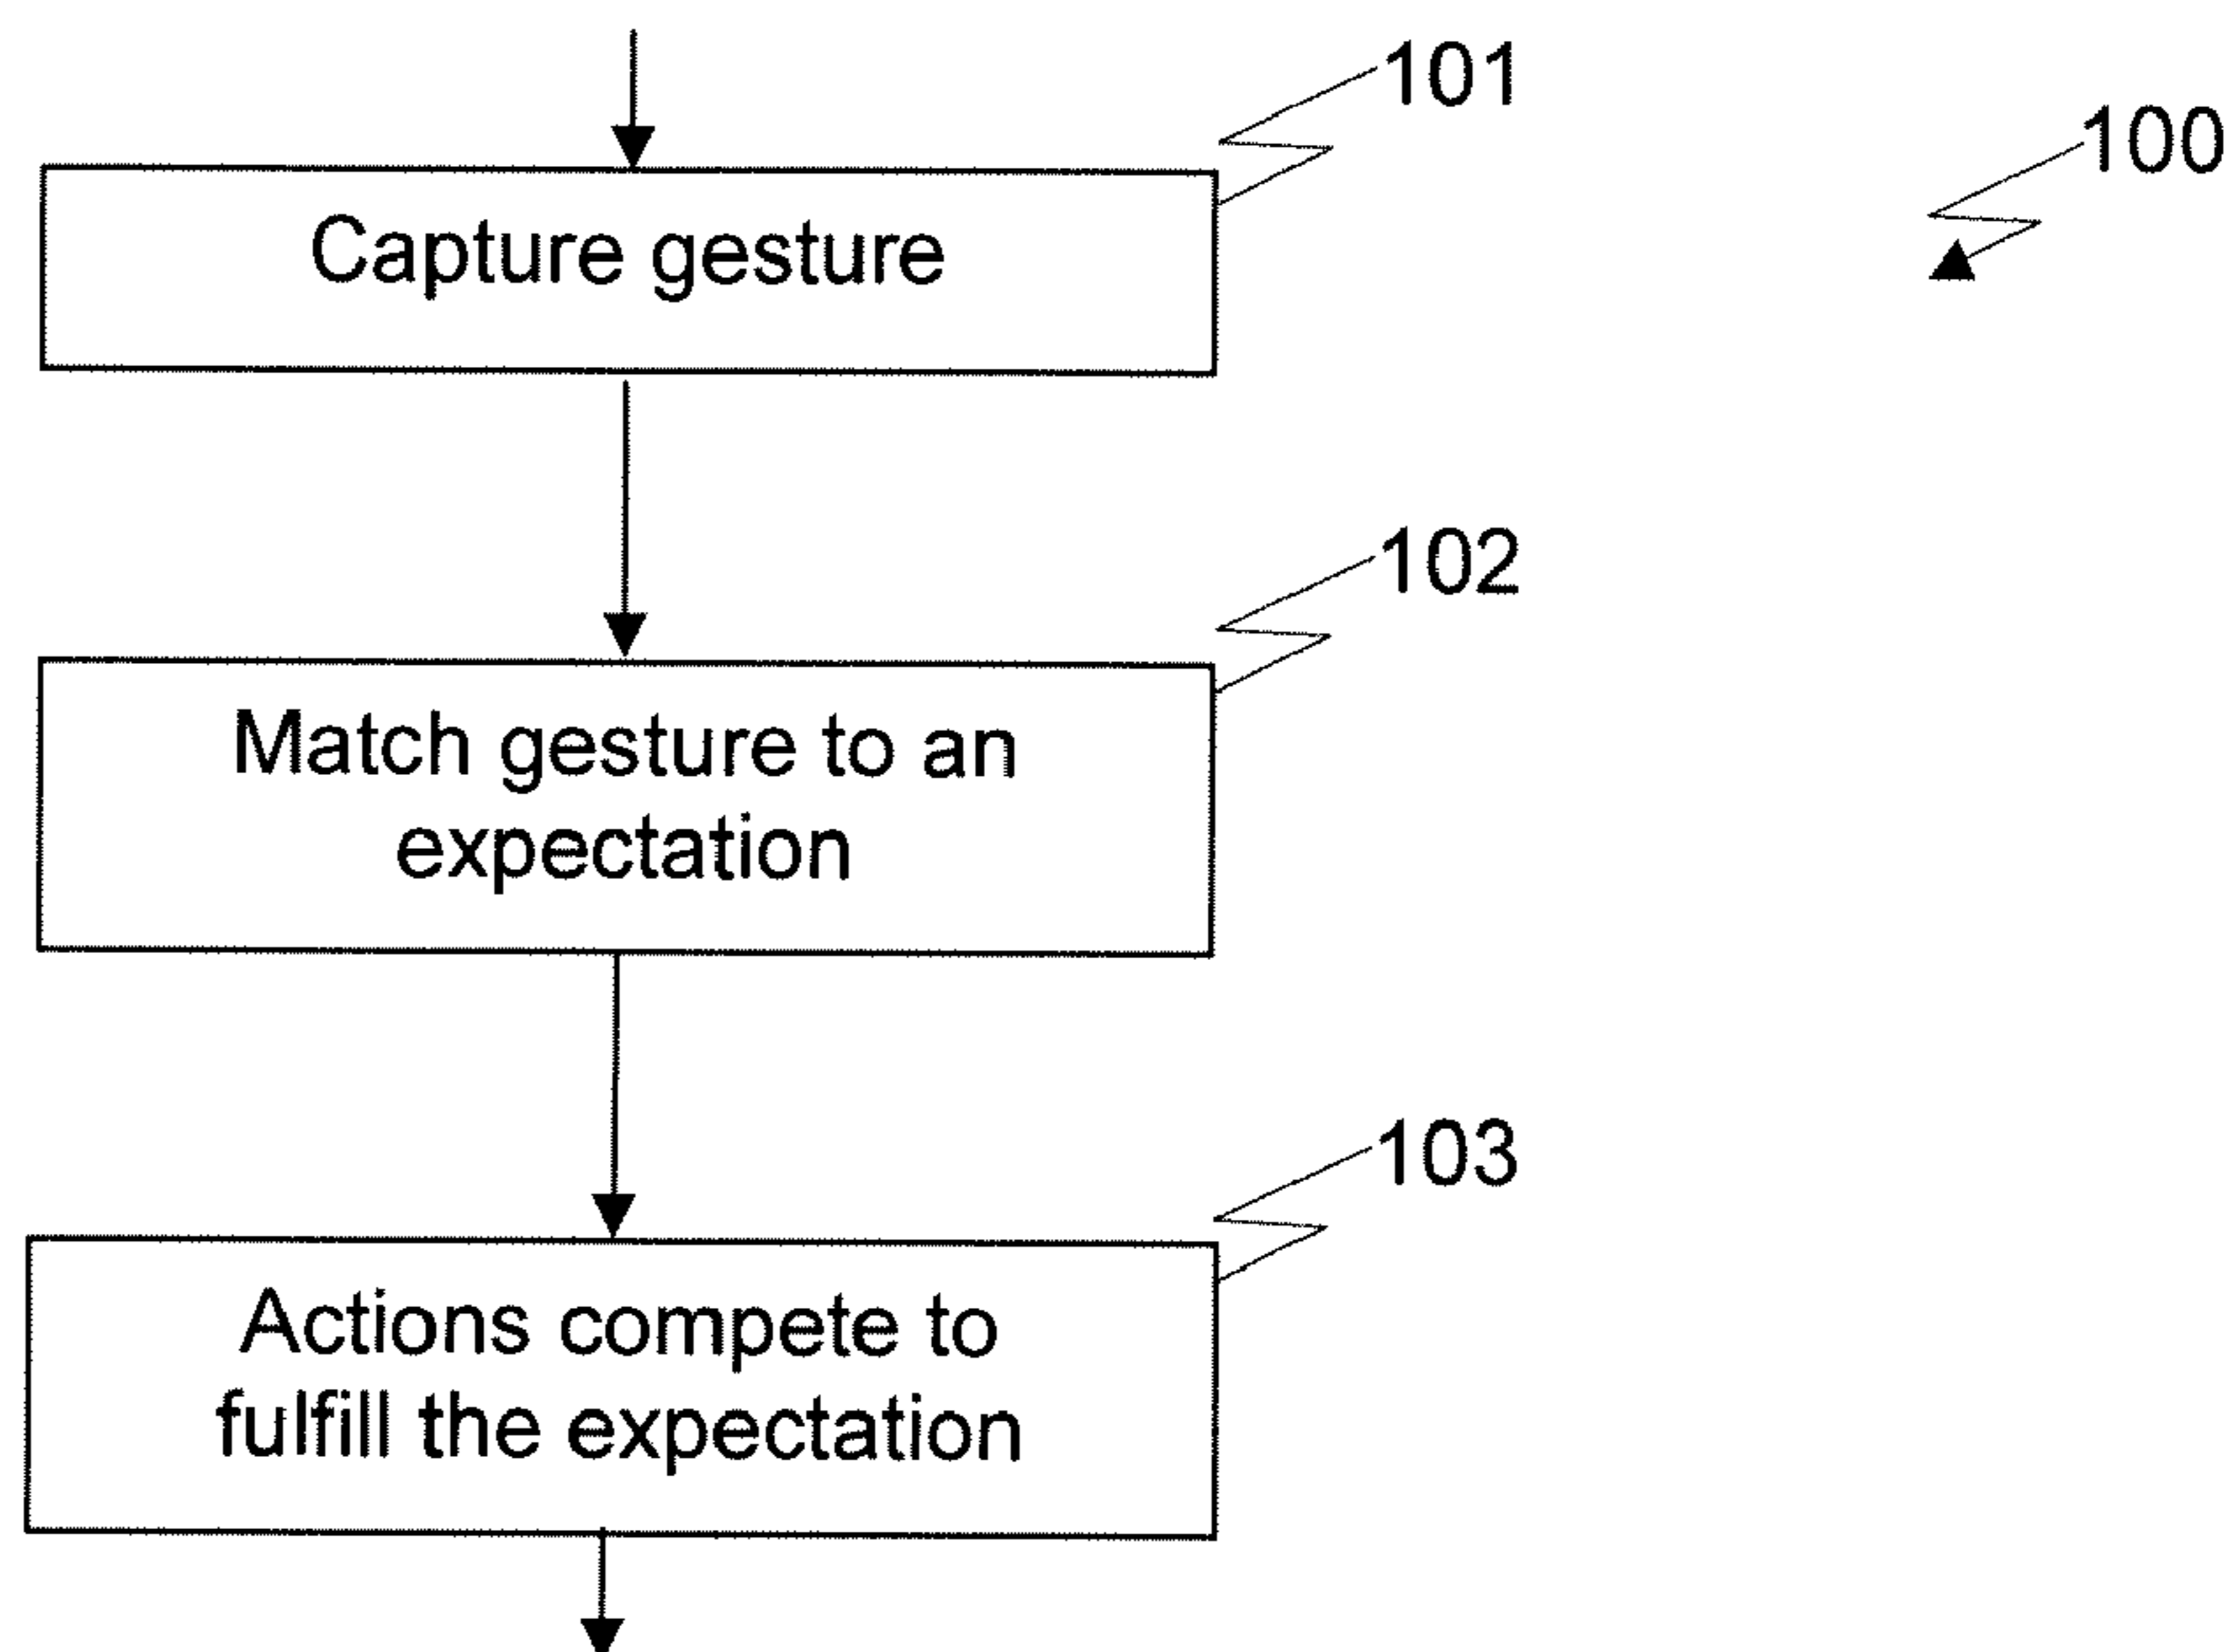 101
100
Capture gesture
102
Match gesture to an
expectation
103
Actions compete to
fulfill the expectation